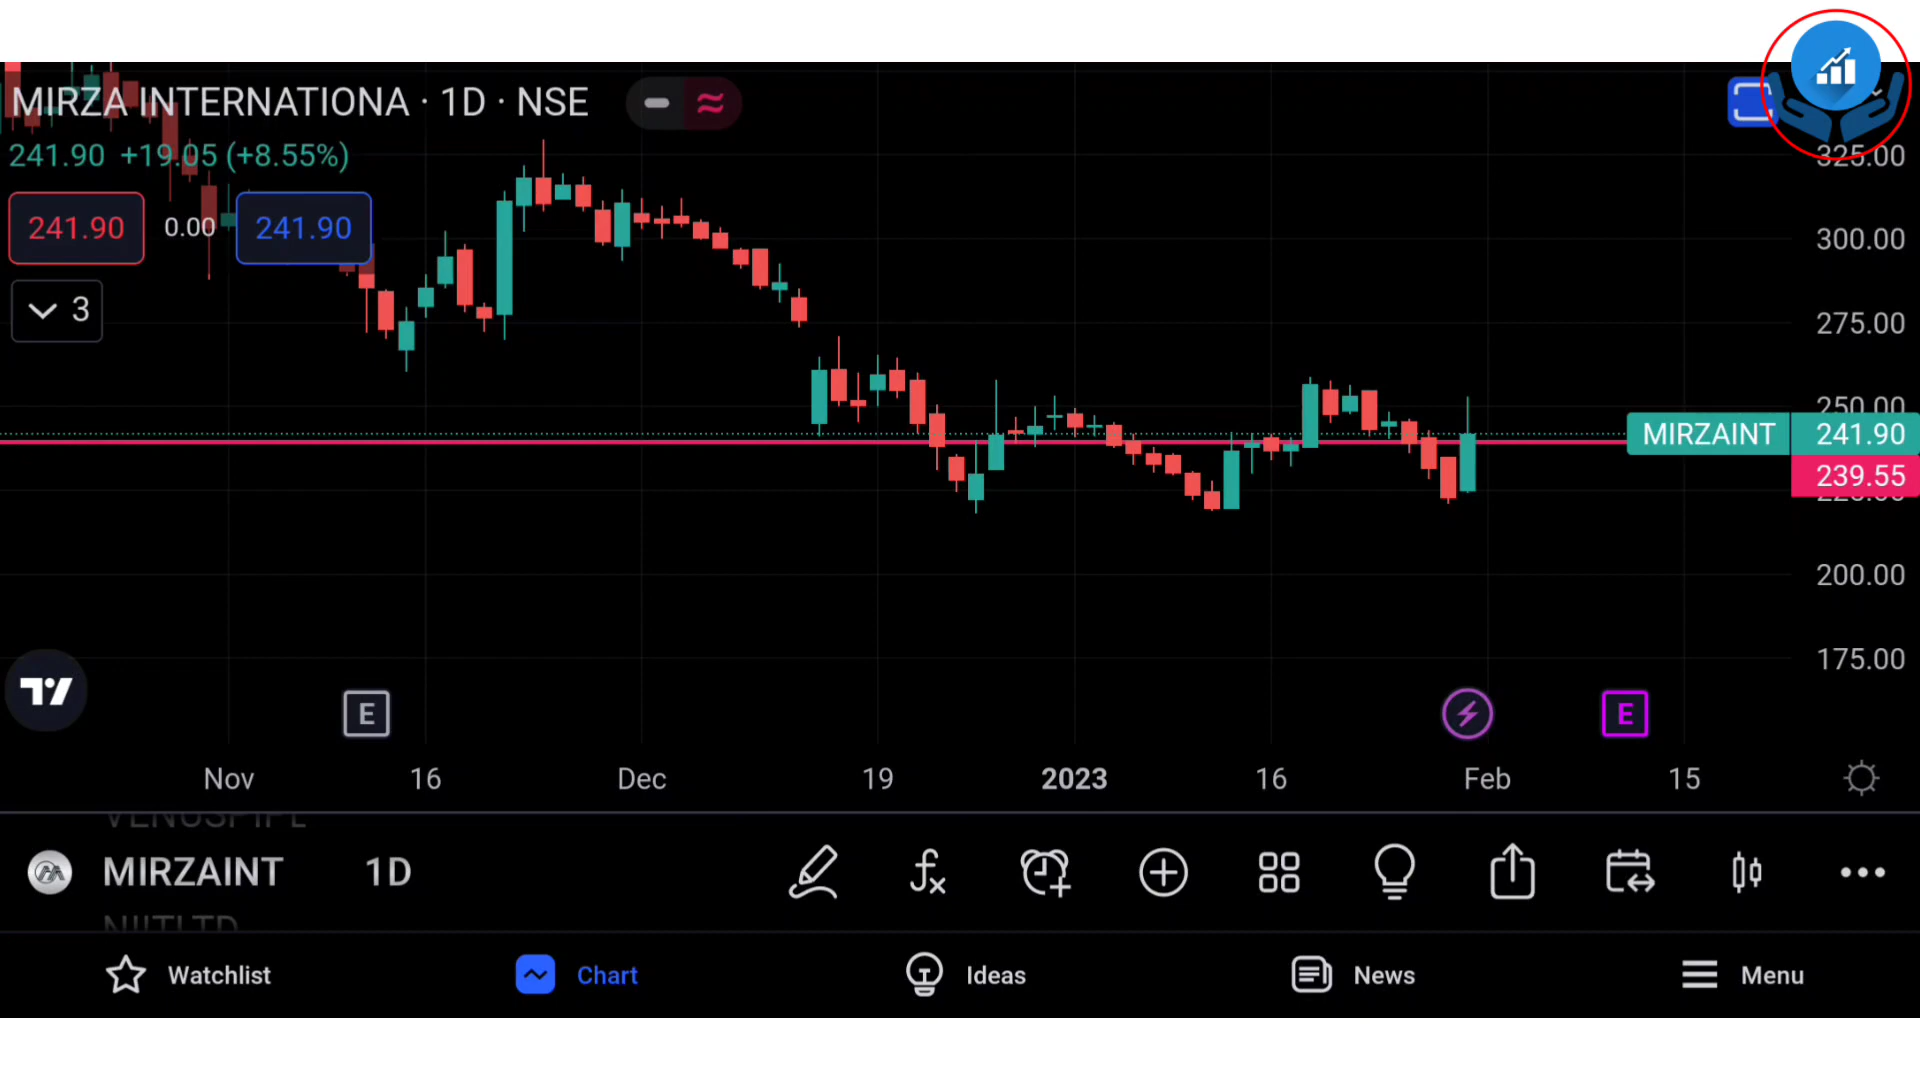 MIRZA INTERNATIONA · 1D · NSE
241.90 +19.05 (+8.55%)
241.90 0.00 241.90
3
325.00
300.00
275.00
250.00
MIRZAINT 241.90
239.55
200.00
175.00
E E
Nov 16 Dec 19 2023 16 Feb 15
VENUSPIPE
MIRZAINT 1D
NIITLTD
Watchlist Chart Ideas News Menu